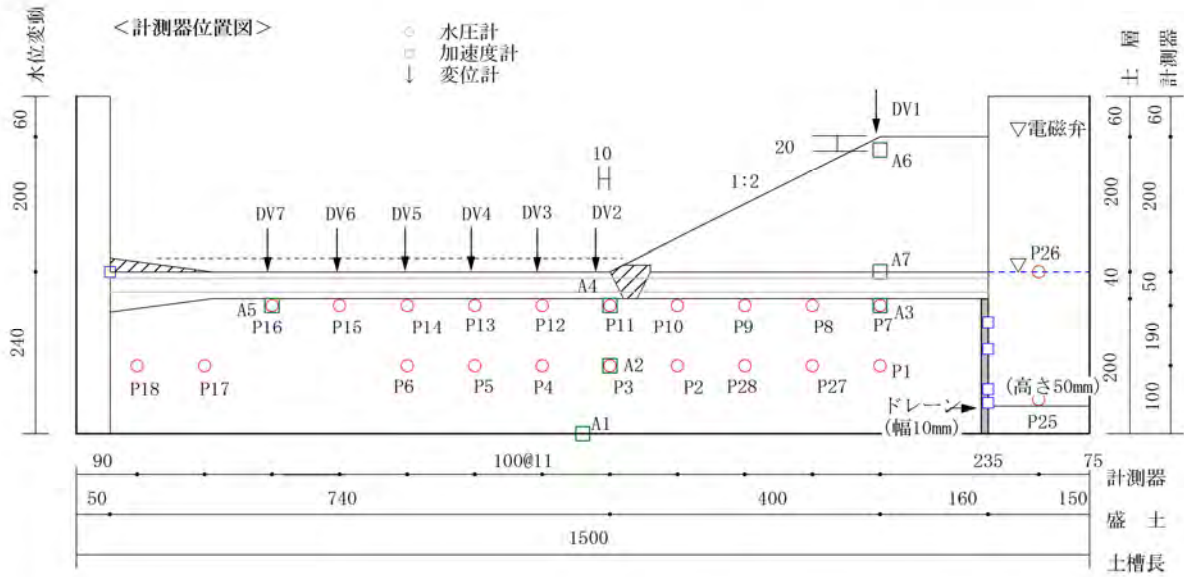 <計測器位置図>
○ 水圧計
□ 加速度計
↓ 変位計
水位変動
土層
計測器
60
200
240
DV1
▽電磁弁
20
A6
10
1:2
DV7
DV6
DV5
DV4
DV3
DV2
A7
P26
A4
A5
P16
P15
P14
P13
P12
P11
P10
P9
P8
P7
A3
P18
P17
P6
P5
P4
P3
A2
P2
P28
P27
P1
(高さ50mm)
ドレーン
(幅10mm)
P25
A1
60
200
40
200
60
200
50
190
100
90
100@11
235
75
計測器
50
740
400
160
150
盛土
1500
土槽長